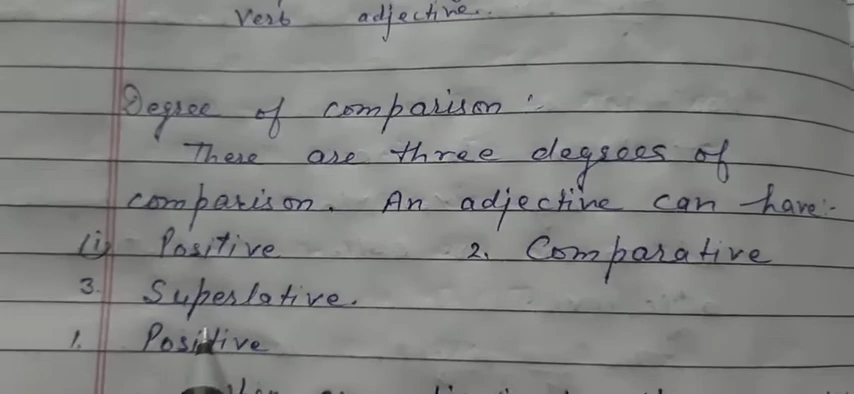 Verb adjective.
Degree of comparison :
There are three degrees of
comparison. An adjective can have:-
(i) Positive 2. Comparative
3. Superlative.
1. Positive